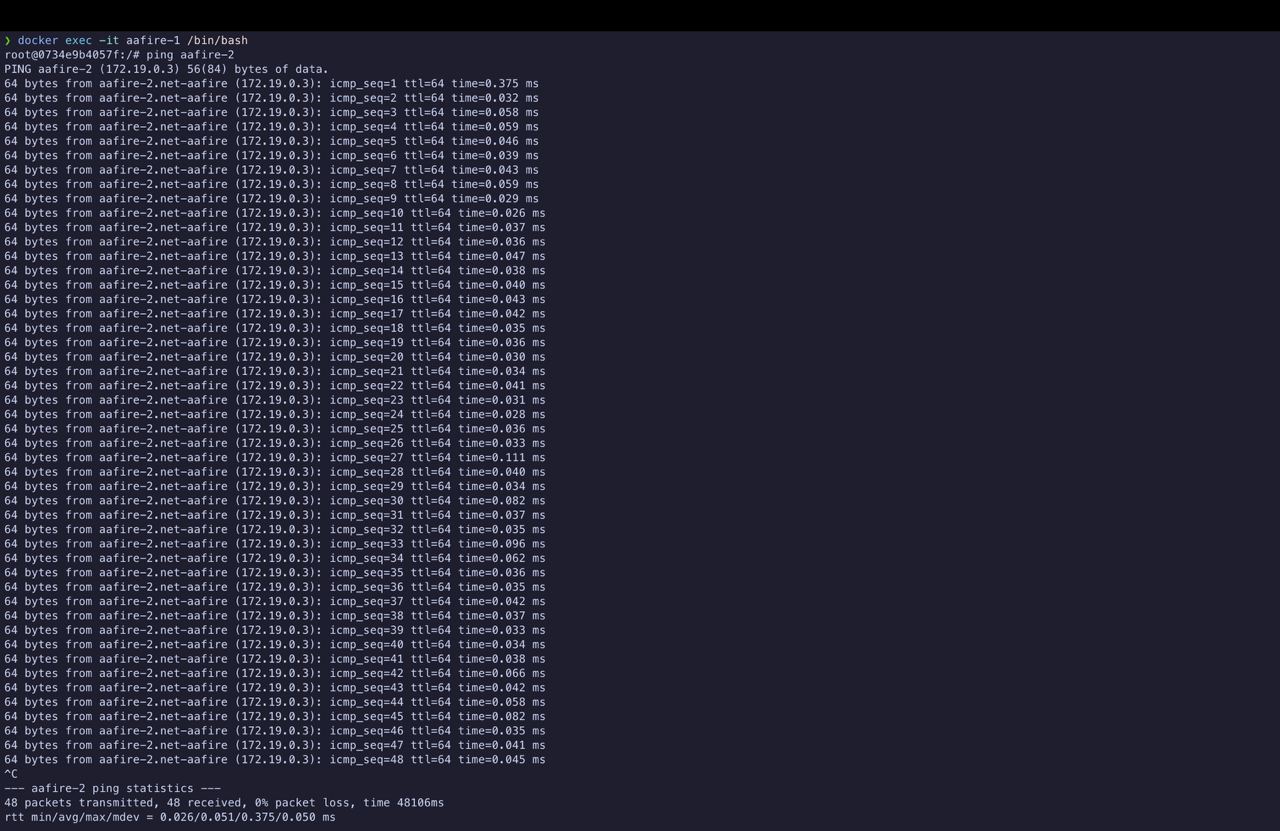 ❯ docker exec -it aafire-1 /bin/bash
root@0734e9b4057f:/# ping aafire-2
PING aafire-2 (172.19.0.3) 56(84) bytes of data.
64 bytes from aafire-2.net-aafire (172.19.0.3): icmp_seq=1 ttl=64 time=0.375 ms
64 bytes from aafire-2.net-aafire (172.19.0.3): icmp_seq=2 ttl=64 time=0.032 ms
64 bytes from aafire-2.net-aafire (172.19.0.3): icmp_seq=3 ttl=64 time=0.058 ms
64 bytes from aafire-2.net-aafire (172.19.0.3): icmp_seq=4 ttl=64 time=0.059 ms
64 bytes from aafire-2.net-aafire (172.19.0.3): icmp_seq=5 ttl=64 time=0.046 ms
64 bytes from aafire-2.net-aafire (172.19.0.3): icmp_seq=6 ttl=64 time=0.039 ms
64 bytes from aafire-2.net-aafire (172.19.0.3): icmp_seq=7 ttl=64 time=0.043 ms
64 bytes from aafire-2.net-aafire (172.19.0.3): icmp_seq=8 ttl=64 time=0.059 ms
64 bytes from aafire-2.net-aafire (172.19.0.3): icmp_seq=9 ttl=64 time=0.029 ms
64 bytes from aafire-2.net-aafire (172.19.0.3): icmp_seq=10 ttl=64 time=0.026 ms
64 bytes from aafire-2.net-aafire (172.19.0.3): icmp_seq=11 ttl=64 time=0.037 ms
64 bytes from aafire-2.net-aafire (172.19.0.3): icmp_seq=12 ttl=64 time=0.036 ms
64 bytes from aafire-2.net-aafire (172.19.0.3): icmp_seq=13 ttl=64 time=0.047 ms
64 bytes from aafire-2.net-aafire (172.19.0.3): icmp_seq=14 ttl=64 time=0.038 ms
64 bytes from aafire-2.net-aafire (172.19.0.3): icmp_seq=15 ttl=64 time=0.040 ms
64 bytes from aafire-2.net-aafire (172.19.0.3): icmp_seq=16 ttl=64 time=0.043 ms
64 bytes from aafire-2.net-aafire (172.19.0.3): icmp_seq=17 ttl=64 time=0.042 ms
64 bytes from aafire-2.net-aafire (172.19.0.3): icmp_seq=18 ttl=64 time=0.035 ms
64 bytes from aafire-2.net-aafire (172.19.0.3): icmp_seq=19 ttl=64 time=0.036 ms
64 bytes from aafire-2.net-aafire (172.19.0.3): icmp_seq=20 ttl=64 time=0.030 ms
64 bytes from aafire-2.net-aafire (172.19.0.3): icmp_seq=21 ttl=64 time=0.034 ms
64 bytes from aafire-2.net-aafire (172.19.0.3): icmp_seq=22 ttl=64 time=0.041 ms
64 bytes from aafire-2.net-aafire (172.19.0.3): icmp_seq=23 ttl=64 time=0.031 ms
64 bytes from aafire-2.net-aafire (172.19.0.3): icmp_seq=24 ttl=64 time=0.028 ms
64 bytes from aafire-2.net-aafire (172.19.0.3): icmp_seq=25 ttl=64 time=0.036 ms
64 bytes from aafire-2.net-aafire (172.19.0.3): icmp_seq=26 ttl=64 time=0.033 ms
64 bytes from aafire-2.net-aafire (172.19.0.3): icmp_seq=27 ttl=64 time=0.111 ms
64 bytes from aafire-2.net-aafire (172.19.0.3): icmp_seq=28 ttl=64 time=0.040 ms
64 bytes from aafire-2.net-aafire (172.19.0.3): icmp_seq=29 ttl=64 time=0.034 ms
64 bytes from aafire-2.net-aafire (172.19.0.3): icmp_seq=30 ttl=64 time=0.082 ms
64 bytes from aafire-2.net-aafire (172.19.0.3): icmp_seq=31 ttl=64 time=0.037 ms
64 bytes from aafire-2.net-aafire (172.19.0.3): icmp_seq=32 ttl=64 time=0.035 ms
64 bytes from aafire-2.net-aafire (172.19.0.3): icmp_seq=33 ttl=64 time=0.096 ms
64 bytes from aafire-2.net-aafire (172.19.0.3): icmp_seq=34 ttl=64 time=0.062 ms
64 bytes from aafire-2.net-aafire (172.19.0.3): icmp_seq=35 ttl=64 time=0.036 ms
64 bytes from aafire-2.net-aafire (172.19.0.3): icmp_seq=36 ttl=64 time=0.035 ms
64 bytes from aafire-2.net-aafire (172.19.0.3): icmp_seq=37 ttl=64 time=0.042 ms
64 bytes from aafire-2.net-aafire (172.19.0.3): icmp_seq=38 ttl=64 time=0.037 ms
64 bytes from aafire-2.net-aafire (172.19.0.3): icmp_seq=39 ttl=64 time=0.033 ms
64 bytes from aafire-2.net-aafire (172.19.0.3): icmp_seq=40 ttl=64 time=0.034 ms
64 bytes from aafire-2.net-aafire (172.19.0.3): icmp_seq=41 ttl=64 time=0.038 ms
64 bytes from aafire-2.net-aafire (172.19.0.3): icmp_seq=42 ttl=64 time=0.066 ms
64 bytes from aafire-2.net-aafire (172.19.0.3): icmp_seq=43 ttl=64 time=0.042 ms
64 bytes from aafire-2.net-aafire (172.19.0.3): icmp_seq=44 ttl=64 time=0.058 ms
64 bytes from aafire-2.net-aafire (172.19.0.3): icmp_seq=45 ttl=64 time=0.082 ms
64 bytes from aafire-2.net-aafire (172.19.0.3): icmp_seq=46 ttl=64 time=0.035 ms
64 bytes from aafire-2.net-aafire (172.19.0.3): icmp_seq=47 ttl=64 time=0.041 ms
64 bytes from aafire-2.net-aafire (172.19.0.3): icmp_seq=48 ttl=64 time=0.045 ms
^C
--- aafire-2 ping statistics ---
48 packets transmitted, 48 received, 0% packet loss, time 48106ms
rtt min/avg/max/mdev = 0.026/0.051/0.375/0.050 ms